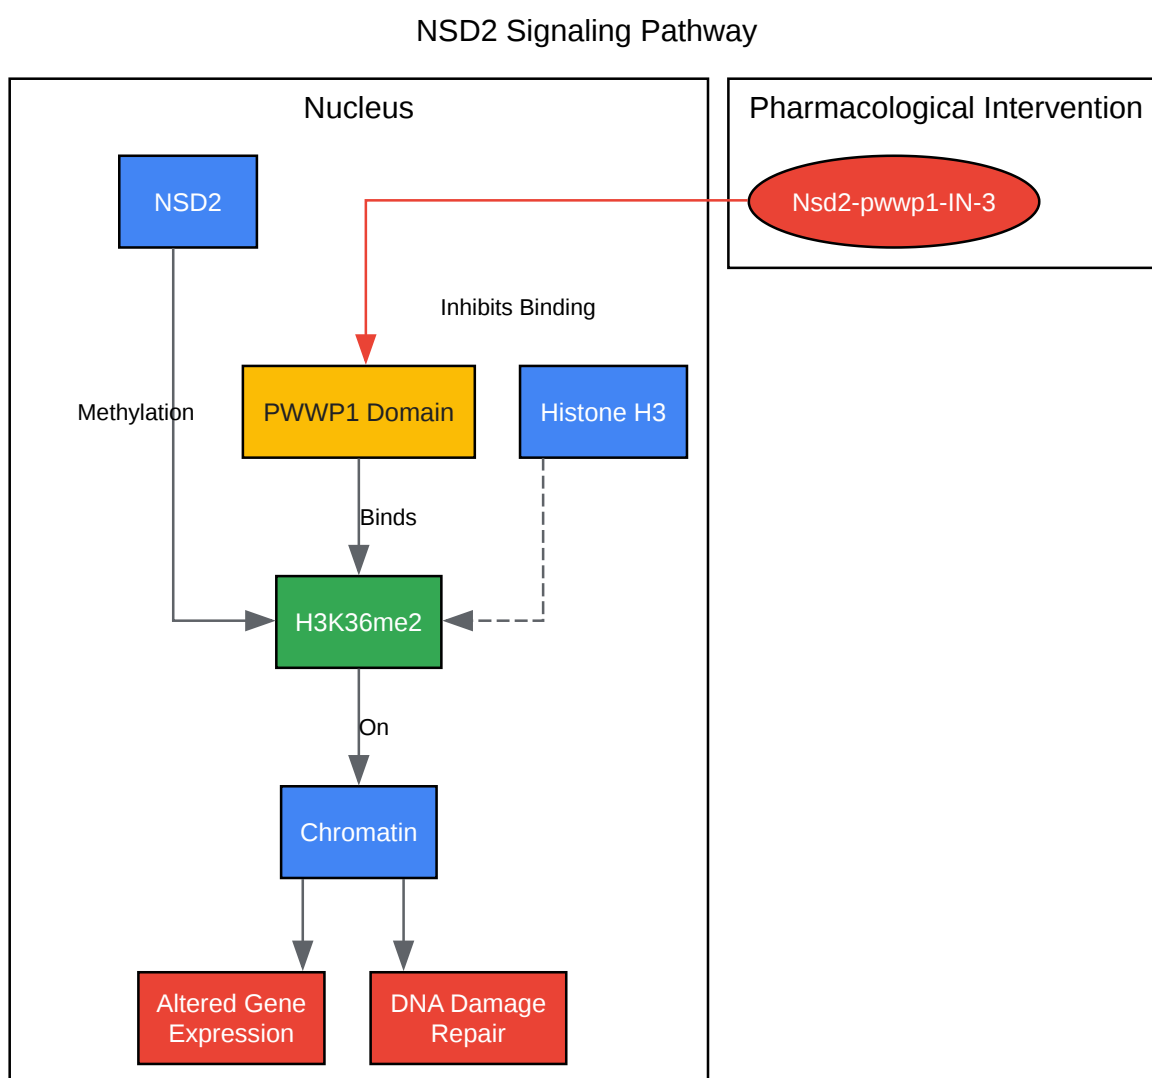 NSD2 Signaling Pathway
Nucleus
Pharmacological Intervention
NSD2
Nsd2-pwwp1-IN-3
Inhibits Binding
Methylation
PWWP1 Domain
Histone H3
Binds
H3K36me2
On
Chromatin
Altered Gene
Expression
DNA Damage
Repair